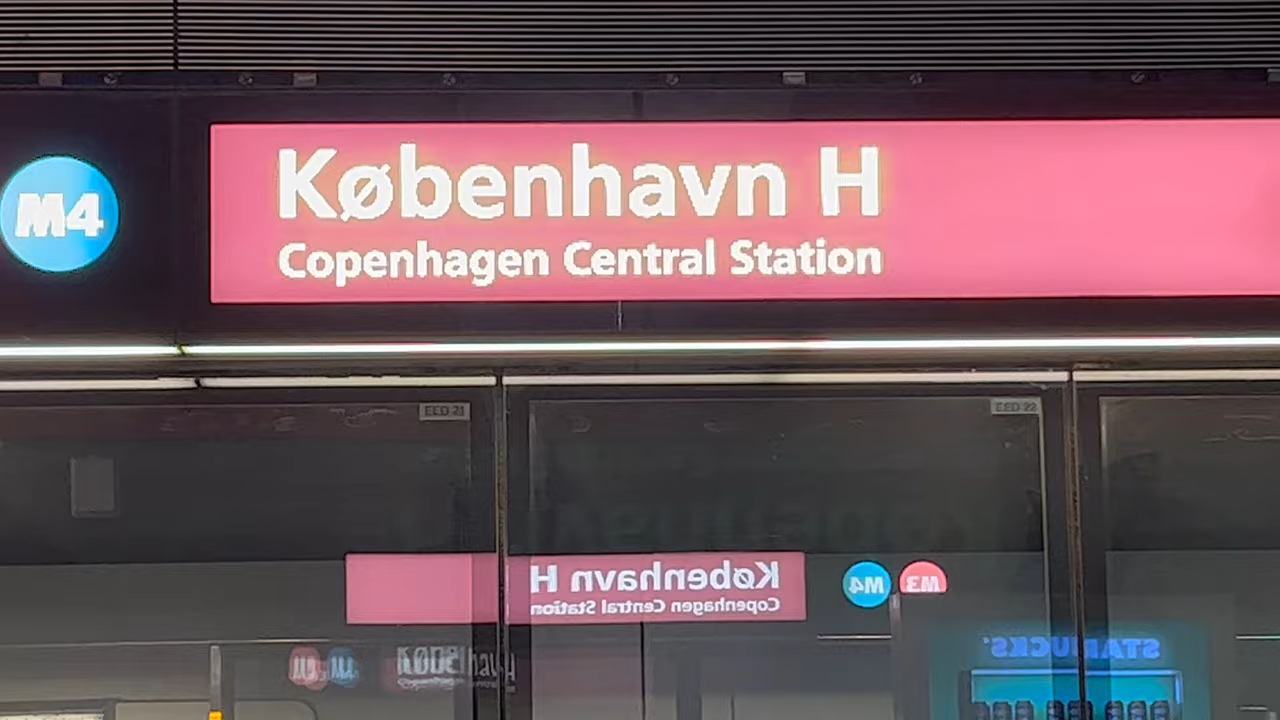 M4
København H
Copenhagen Central Station
EED 21
EED 22
København H
Copenhagen Central Station
M4
M3
STARBUCKS